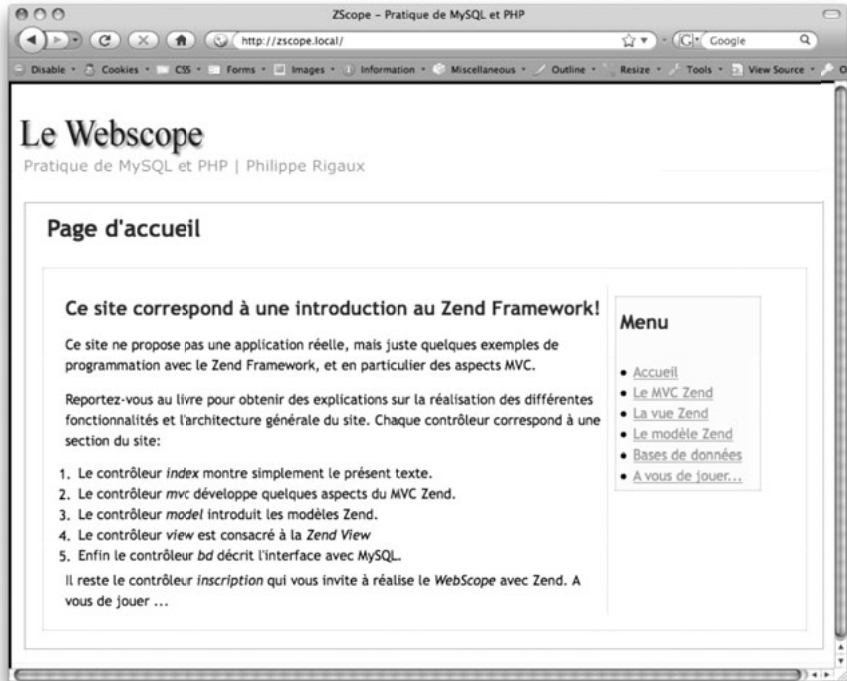 ZScope – Pratique de MySQL et PHP
http://zscope.local/
G
Google
Disable
Cookies
CSS
Forms
Images
Information
Miscellaneous
Outline
Resize
Tools
View Source
O
Le Webscope
Pratique de MySQL et PHP | Philippe Rigaux
Page d'accueil
Ce site correspond à une introduction au Zend Framework!
Ce site ne propose pas une application réelle, mais juste quelques exemples de
programmation avec le Zend Framework, et en particulier des aspects MVC.
Reportez-vous au livre pour obtenir des explications sur la réalisation des différentes
fonctionnalités et l'architecture générale du site. Chaque contrôleur correspond à une
section du site:
1. Le contrôleur index montre simplement le présent texte.
2. Le contrôleur mvc développe quelques aspects du MVC Zend.
3. Le contrôleur model introduit les modèles Zend.
4. Le contrôleur view est consacré à la Zend View
5. Enfin le contrôleur bd décrit l'interface avec MySQL.
Il reste le contrôleur inscription qui vous invite à réalise le WebScope avec Zend. A
vous de jouer ...
Menu
Accueil
Le MVC Zend
La vue Zend
Le modèle Zend
Bases de données
A vous de jouer...